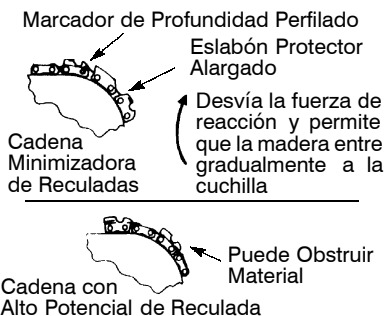 Marcador de Profundidad Perfilado
Eslabón Protector
Alargado
Desvía la fuerza de
reacción y permite
que la madera entre
gradualmente a la
cuchilla
Cadena
Minimizadora
de Reculadas
Puede Obstruir
Material
Cadena con
Alto Potencial de Reculada